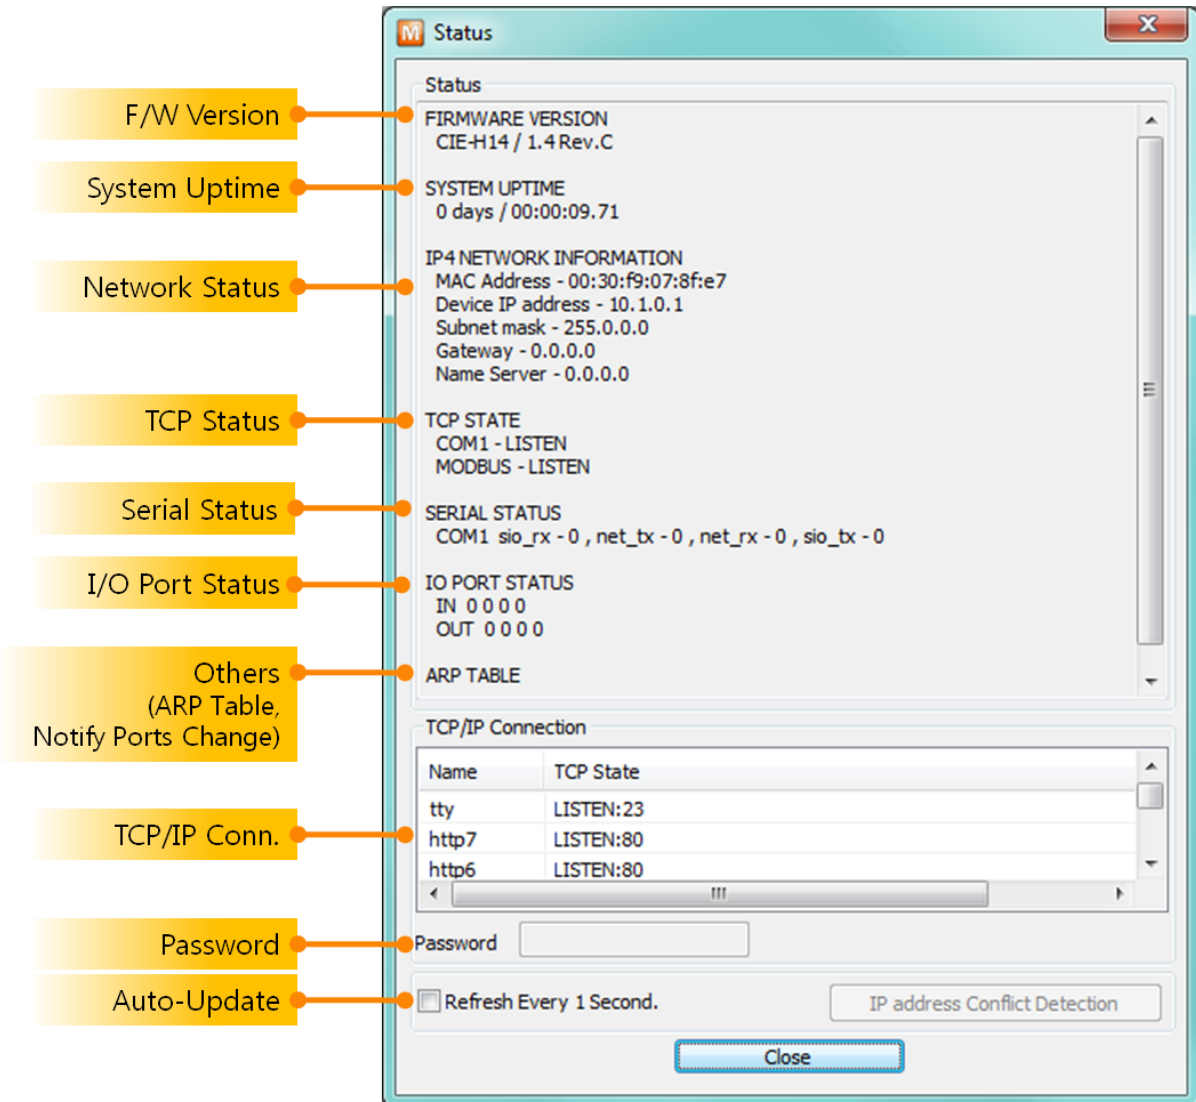 M Status
Status
F/W Version
FIRMWARE VERSION
CIE-H14 / 1.4 Rev.C
System Uptime
SYSTEM UPTIME
0 days / 00:00:09.71
Network Status
IP4 NETWORK INFORMATION
MAC Address - 00:30:f9:07:8f:e7
Device IP address - 10.1.0.1
Subnet mask - 255.0.0.0
Gateway - 0.0.0.0
Name Server - 0.0.0.0
TCP Status
TCP STATE
COM1 - LISTEN
MODBUS - LISTEN
Serial Status
SERIAL STATUS
COM1 sio_rx - 0 , net_tx - 0 , net_rx - 0 , sio_tx - 0
I/O Port Status
IO PORT STATUS
IN 0 0 0 0
OUT 0 0 0 0
Others
(ARP Table,
Notify Ports Change)
ARP TABLE
TCP/IP Connection
Name TCP State
tty LISTEN:23
TCP/IP Conn.
http7 LISTEN:80
http6 LISTEN:80
Password
Password
Auto-Update
Refresh Every 1 Second.
IP address Conflict Detection
Close